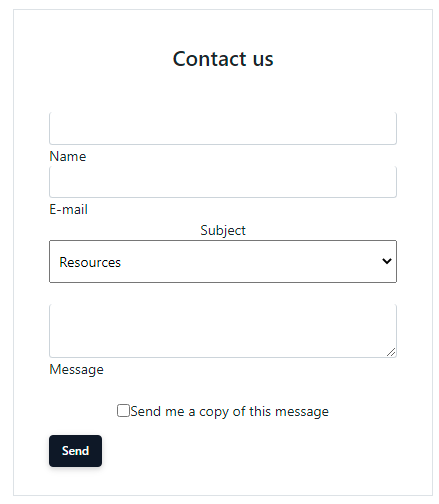 Contact us
Name
E-mail
Subject
Resources
Message
Send me a copy of this message
Send